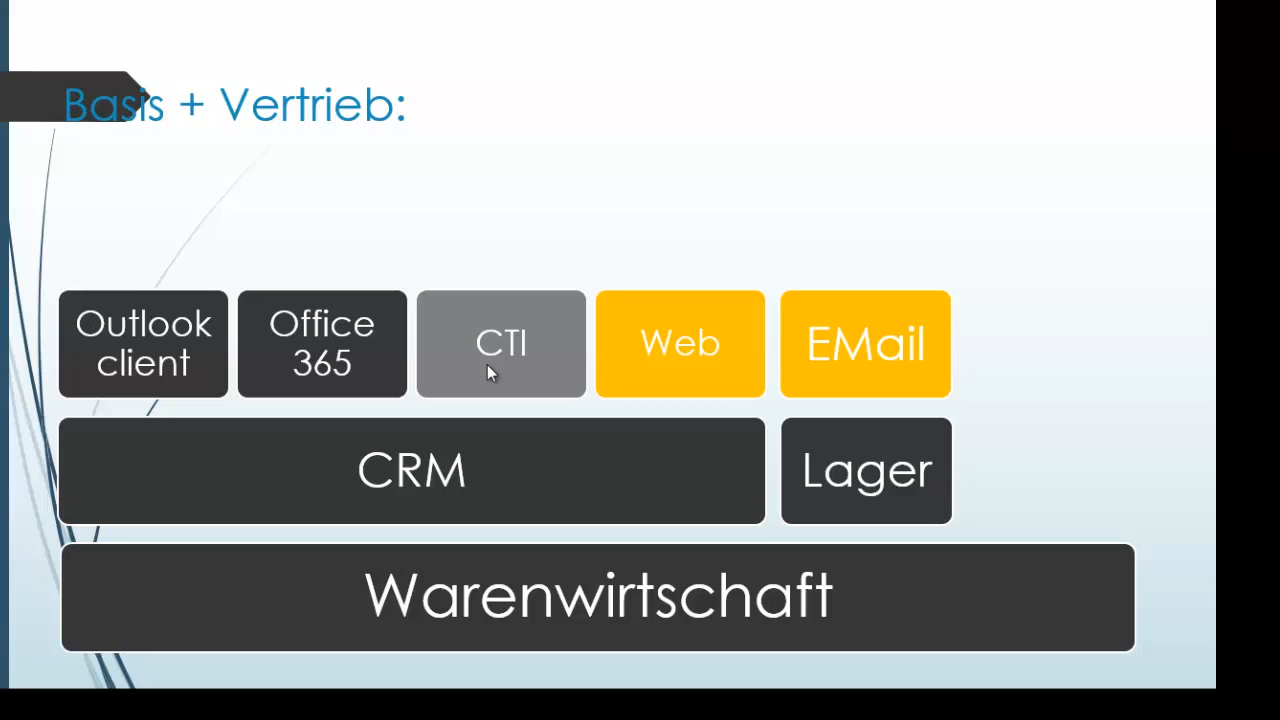 Basis + Vertrieb:
Outlook
client
Office
365
CTI
Web
EMail
CRM
Lager
Warenwirtschaft